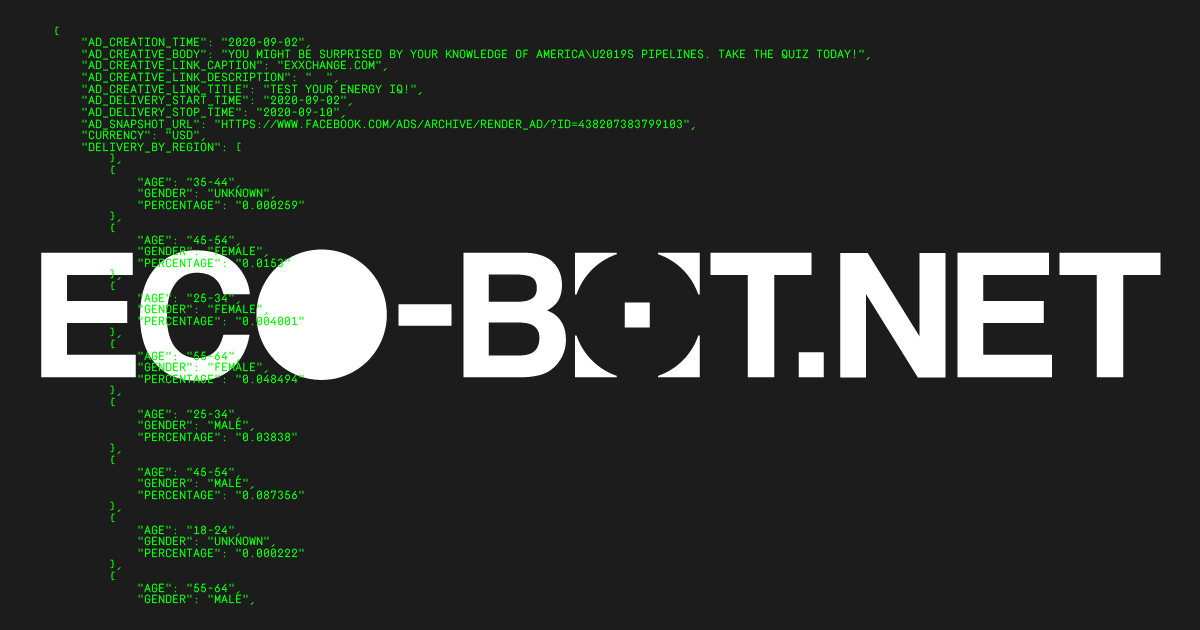 {
"AD_CREATION_TIME": "2020-09-02",
"AD_CREATIVE_BODY": "YOU MIGHT BE SURPRISED BY YOUR KNOWLEDGE OF AMERICA\U2019S PIPELINES. TAKE THE QUIZ TODAY!",
"AD_CREATIVE_LINK_CAPTION": "EXXCHANGE.COM",
"AD_CREATIVE_LINK_DESCRIPTION": "  ",
"AD_CREATIVE_LINK_TITLE": "TEST YOUR ENERGY IQ!",
"AD_DELIVERY_START_TIME": "2020-09-02",
"AD_DELIVERY_STOP_TIME": "2020-09-10",
"AD_SNAPSHOT_URL": "HTTPS://WWW.FACEBOOK.COM/ADS/ARCHIVE/RENDER_AD/?ID=438207383799103",
"CURRENCY": "USD",
"DELIVERY_BY_REGION": [
},
{
"AGE": "35-44",
"GENDER": "UNKNOWN",
"PERCENTAGE": "0.000259"
},
{
"AGE": "45-54",
"GENDER": "FEMALE",
"PERCENTAGE": "0.0153"
},
{
"AGE": "25-34",
"GENDER": "FEMALE",
"PERCENTAGE": "0.004001"
},
{
"AGE": "55-64",
"GENDER": "FEMALE",
"PERCENTAGE": "0.048494"
},
{
"AGE": "25-34",
"GENDER": "MALE",
"PERCENTAGE": "0.03838"
},
{
"AGE": "45-54",
"GENDER": "MALE",
"PERCENTAGE": "0.087356"
},
{
"AGE": "18-24",
"GENDER": "UNKNOWN",
"PERCENTAGE": "0.000222"
},
{
"AGE": "55-64",
"GENDER": "MALE",
ECO-BOT.NET